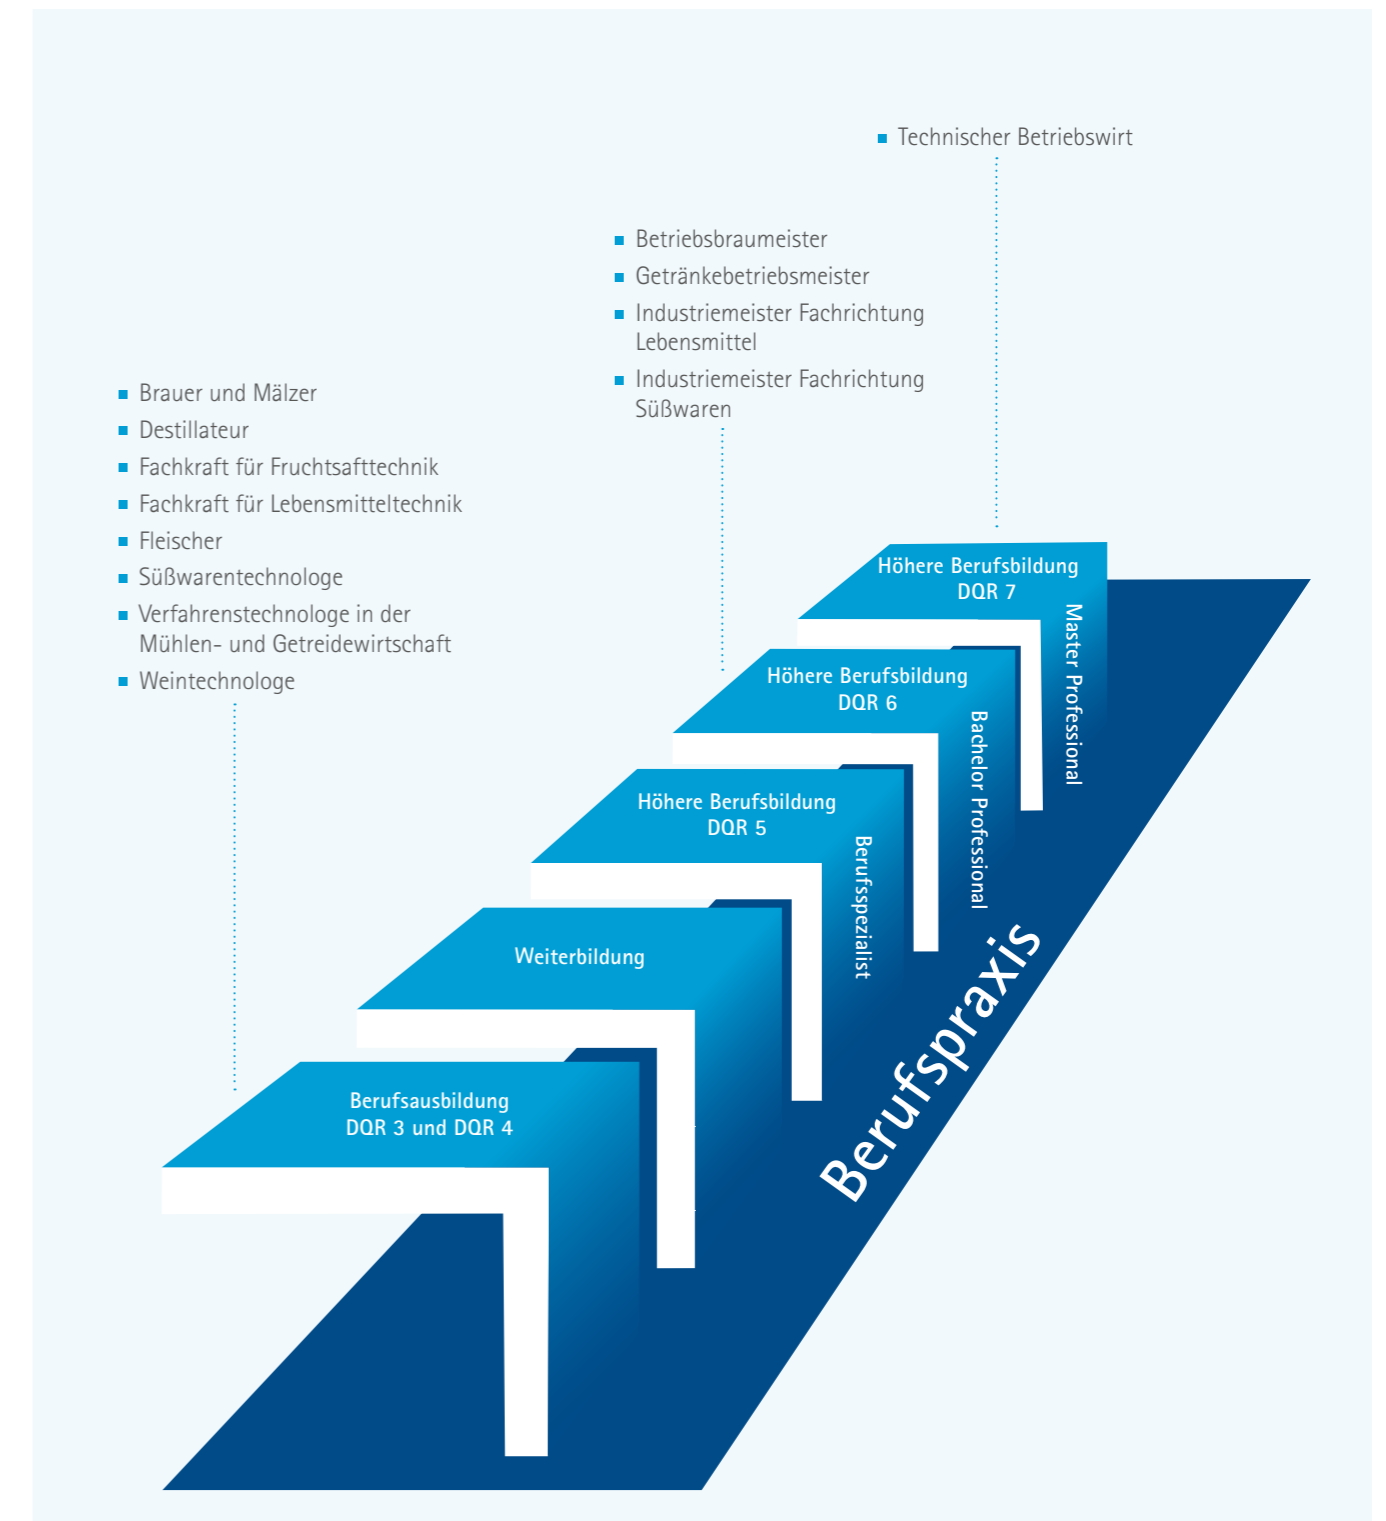 Technischer Betriebswirt
Betriebsbraumeister
Getränkebetriebsmeister
Industriemeister Fachrichtung
Lebensmittel
Industriemeister Fachrichtung
Süßwaren
Brauer und Mälzer
Destillateur
Fachkraft für Fruchtsafttechnik
Fachkraft für Lebensmitteltechnik
Fleischer
Süßwarentechnologe
Verfahrenstechnologe in der
Mühlen- und Getreidewirtschaft
Weintechnologe
Höhere Berufsbildung
DQR 7
Master Professional
Höhere Berufsbildung
DQR 6
Bachelor Professional
Höhere Berufsbildung
DQR 5
Berufsspezialist
Weiterbildung
Berufsausbildung
DQR 3 und DQR 4
Berufspraxis